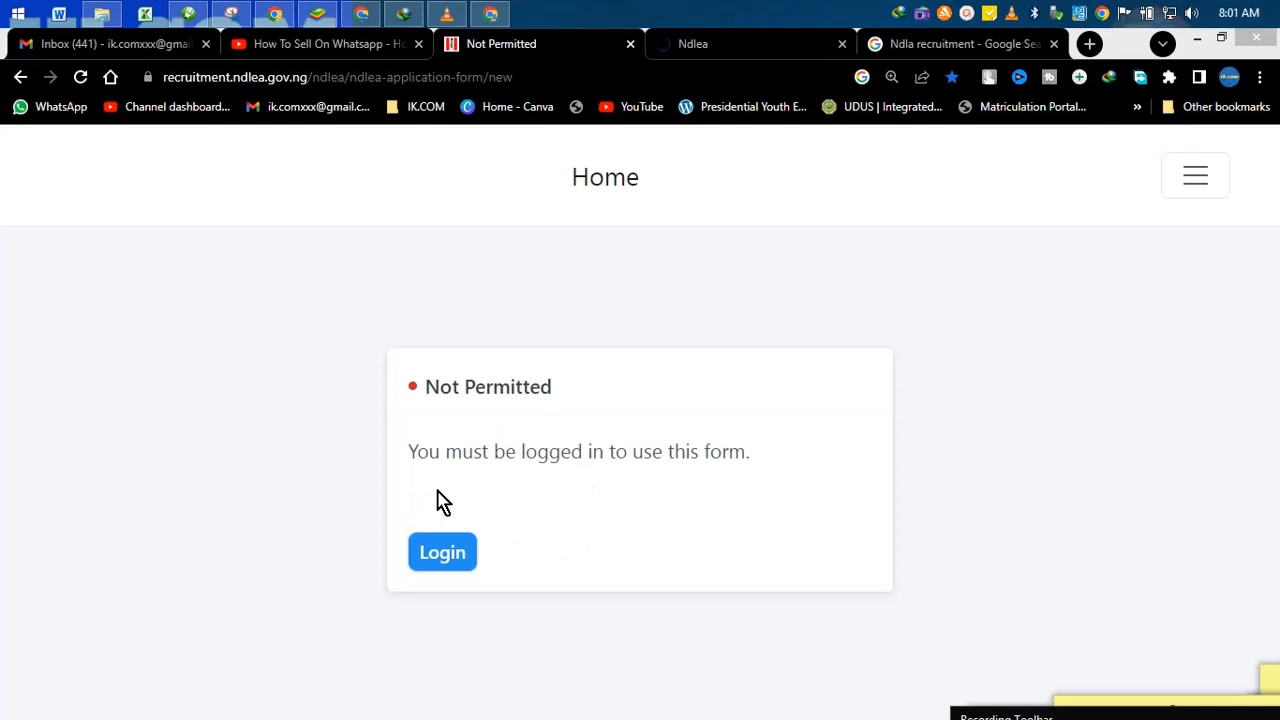 8:01 AM
Inbox (441) - ik.comxxx@gmai
How To Sell On Whatsapp - Ho
Not Permitted
Ndlea
Ndla recruitment - Google Sea
recruitment.ndlea.gov.ng/ndlea/ndlea-application-form/new
WhatsApp
Channel dashboard...
ik.comxxx@gmail.c...
IK.COM
Home - Canva
YouTube
Presidential Youth E...
UDUS | Integrated...
Matriculation Portal...
»
Other bookmarks
Home
Not Permitted
You must be logged in to use this form.
Login
Recording Toolbar